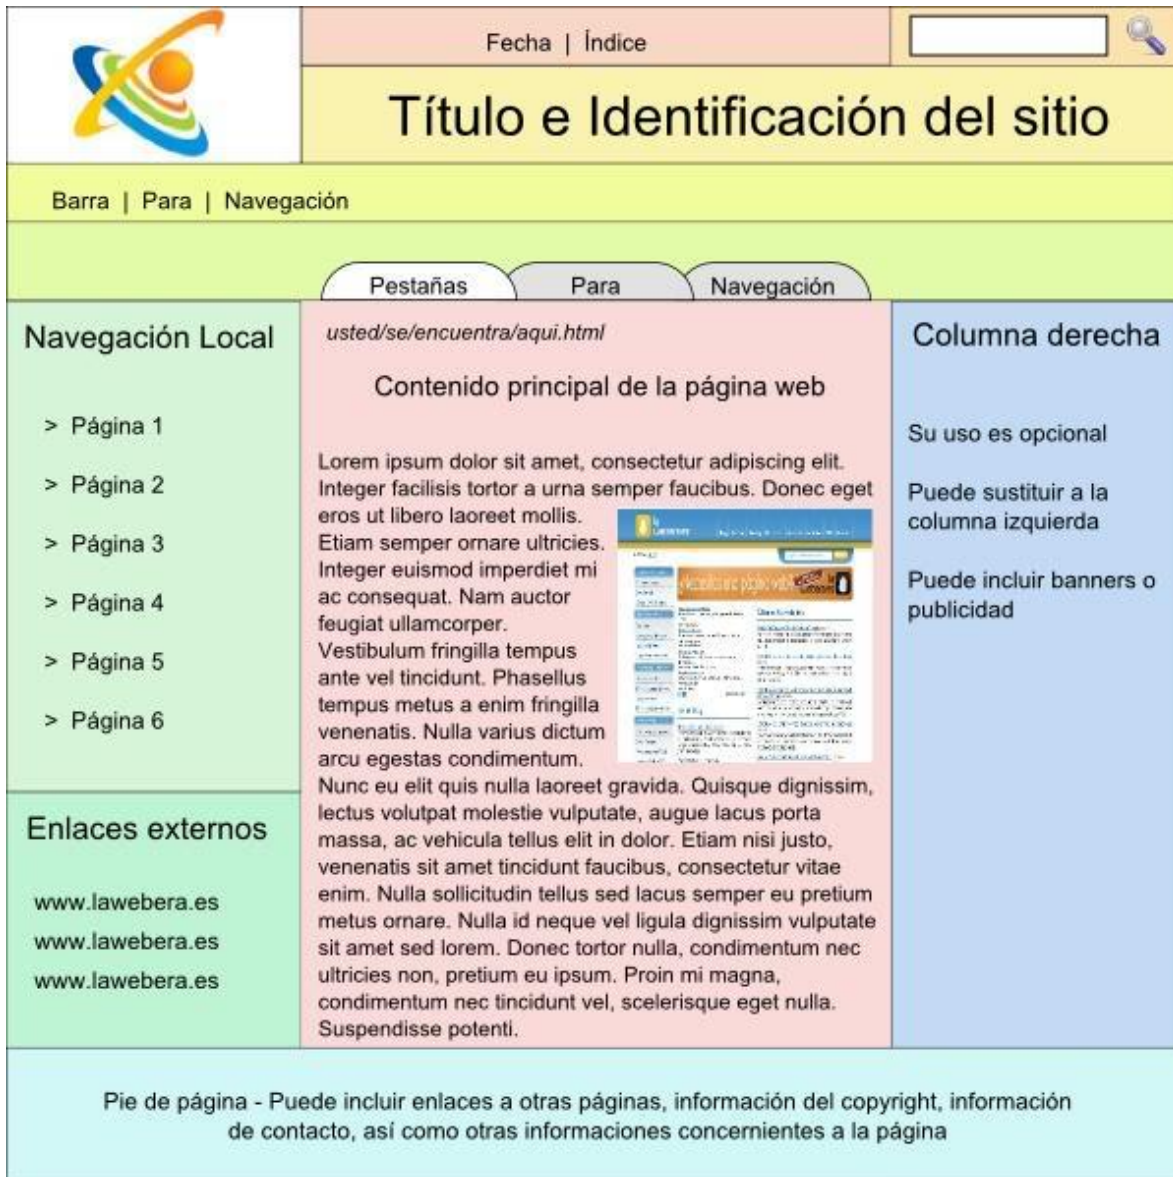 Fecha | Índice
Título e Identificación del sitio
Barra | Para | Navegación
Pestañas Para Navegación
Navegación Local
> Página 1
> Página 2
> Página 3
> Página 4
> Página 5
> Página 6
Enlaces externos
www.lawebera.es
www.lawebera.es
www.lawebera.es
usted/se/encuentra/aqui.html
Contenido principal de la página web
Lorem ipsum dolor sit amet, consectetur adipiscing elit.
Integer facilisis tortor a urna semper faucibus. Donec eget
eros ut libero laoreet mollis.
Etiam semper ornare ultricies.
Integer euismod imperdiet mi
ac consequat. Nam auctor
feugiat ullamcorper.
Vestibulum fringilla tempus
ante vel tincidunt. Phasellus
tempus metus a enim fringilla
venenatis. Nulla varius dictum
arcu egestas condimentum.
Nunc eu elit quis nulla laoreet gravida. Quisque dignissim,
lectus volutpat molestie vulputate, augue lacus porta
massa, ac vehicula tellus elit in dolor. Etiam nisi justo,
venenatis sit amet tincidunt faucibus, consectetur vitae
enim. Nulla sollicitudin tellus sed lacus semper eu pretium
metus ornare. Nulla id neque vel ligula dignissim vulputate
sit amet sed lorem. Donec tortor nulla, condimentum nec
ultricies non, pretium eu ipsum. Proin mi magna,
condimentum nec tincidunt vel, scelerisque eget nulla.
Suspendisse potenti.
Columna derecha
Su uso es opcional
Puede sustituir a la
columna izquierda
Puede incluir banners o
publicidad
Pie de página - Puede incluir enlaces a otras páginas, información del copyright, información
de contacto, así como otras informaciones concernientes a la página